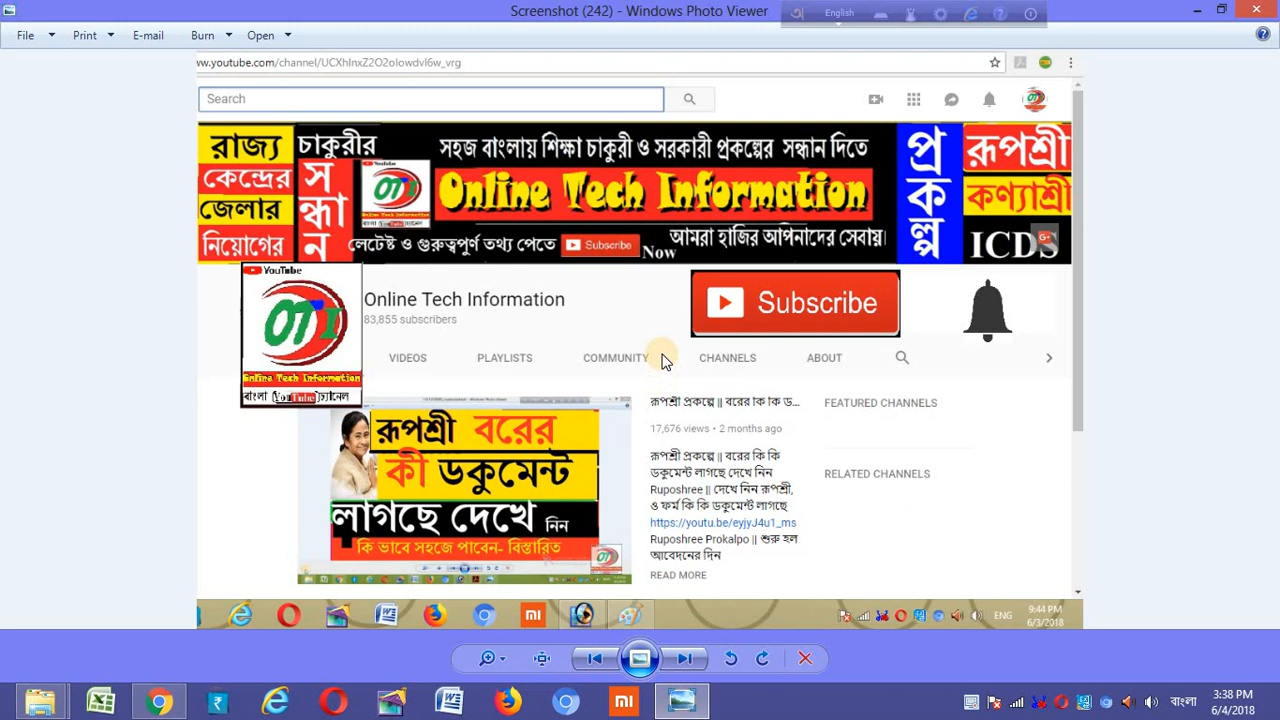 Screenshot (242) - Windows Photo Viewer
English
File Print E-mail Burn Open
w.youtube.com/channel/UCXhInxZ2O2oIowdvI6w_vrg
Search
রাজ্য
কেন্দ্রের
জেলার
নিয়োগের
চাকুরীর
সন্ধান
সহজ বাংলায় শিক্ষা চাকুরী ও সরকারী প্রকল্পের সন্ধান দিতে
Online Tech Information
লেটেষ্ট ও গুরুত্বপূর্ণ তথ্য পেতে Subscribe Now আমরা হাজির আপনাদের সেবায়।
প্রকল্প
রূপশ্রী
কণ্যাশ্রী
ICDS
YouTube
OTI
Online Tech Information
বাংলা YouTube চ্যানেল
Online Tech Information
83,855 subscribers
Subscribe
VIDEOS PLAYLISTS COMMUNITY CHANNELS ABOUT
রূপশ্রী বরের
কী ডকুমেন্ট
লাগছে দেখে নিন
কি ভাবে সহজে পাবেন- বিস্তারিত
রূপশ্রী প্রকল্পে || বরের কি কি ড...
17,676 views • 2 months ago
রূপশ্রী প্রকল্পে || বরের কি কি
ডকুমেন্ট লাগছে দেখে নিন
Ruposhree || দেখে নিন রূপশ্রী,
ও ফর্ম কি কি ডকুমেন্ট লাগছে
https://youtu.be/eyjyJ4u1_ms
Ruposhree Prokalpo || শুরু হল
আবেদনের দিন
READ MORE
FEATURED CHANNELS
RELATED CHANNELS
ENG
9:44 PM
6/3/2018
বাংলা
3:38 PM
6/4/2018